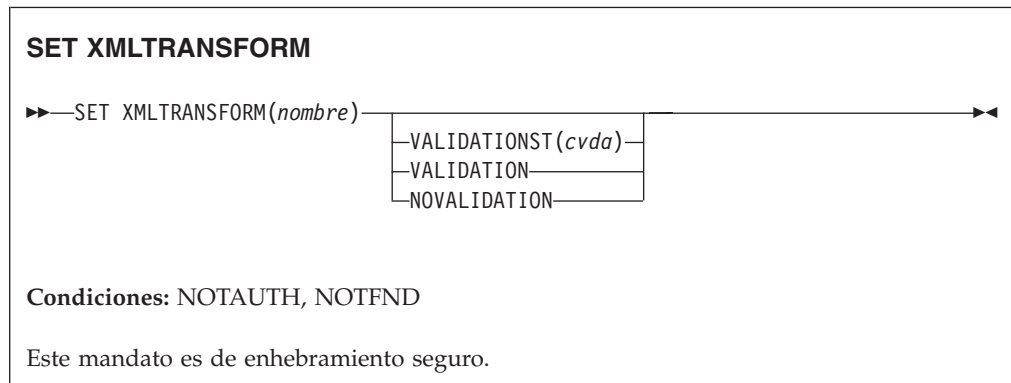 SET XMLTRANSFORM
SET XMLTRANSFORM(nombre)
VALIDATIONST(cvda)
VALIDATION
NOVALIDATION
Condiciones: NOTAUTH, NOTFND
Este mandato es de enhebramiento seguro.